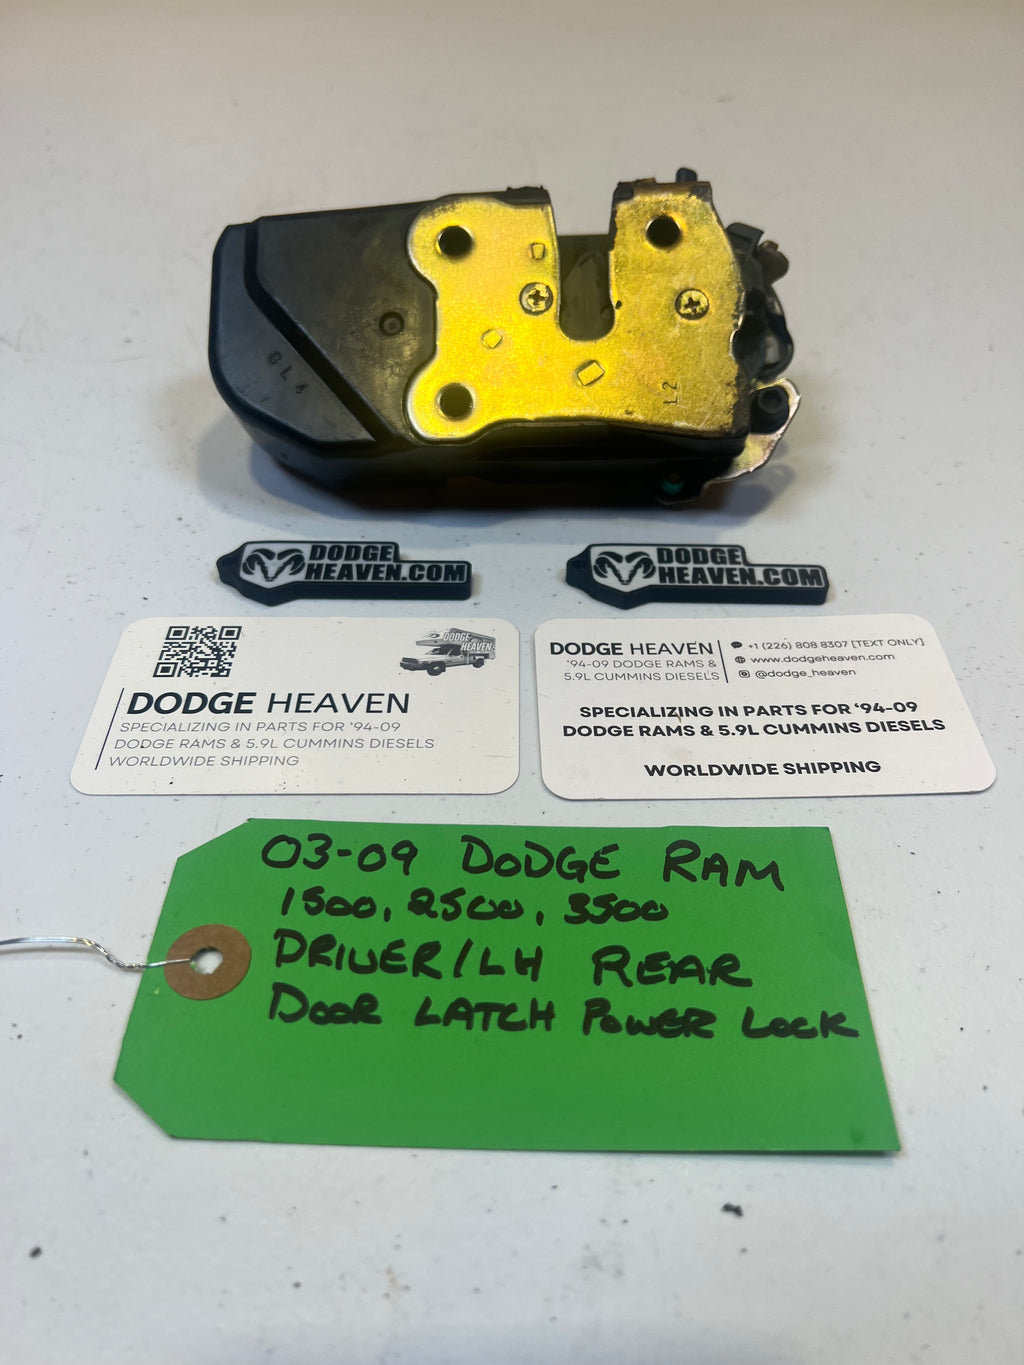 GL4
L2
DODGE
HEAVEN.COM
DODGE
HEAVEN.COM
DODGE
HEAVEN
DODGE HEAVEN
SPECIALIZING IN PARTS FOR '94-09
DODGE RAMS & 5.9L CUMMINS DIESELS
WORLDWIDE SHIPPING
DODGE HEAVEN
'94-09 DODGE RAMS &
5.9L CUMMINS DIESELS
+1 (226) 808 8307 [TEXT ONLY]
www.dodgeheaven.com
@dodge_heaven
SPECIALIZING IN PARTS FOR '94-09
DODGE RAMS & 5.9L CUMMINS DIESELS
WORLDWIDE SHIPPING
03-09 DODGE RAM
1500, 2500, 3500
DRIVER/LH REAR
DOOR LATCH POWER LOCK